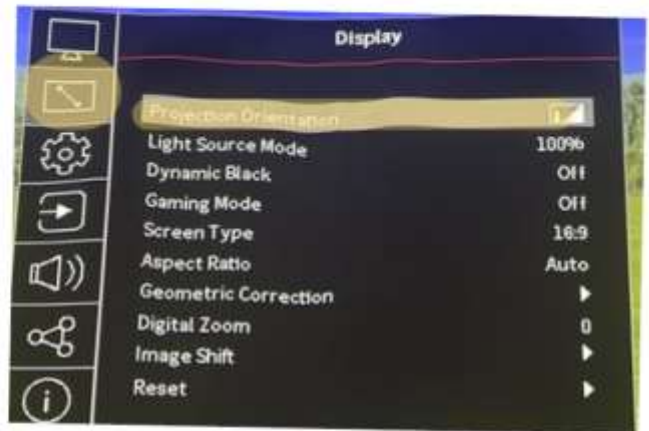 Display
Projection Orientation
Light Source Mode 100%
Dynamic Black Off
Gaming Mode Off
Screen Type 16:9
Aspect Ratio Auto
Geometric Correction
Digital Zoom 0
Image Shift
Reset